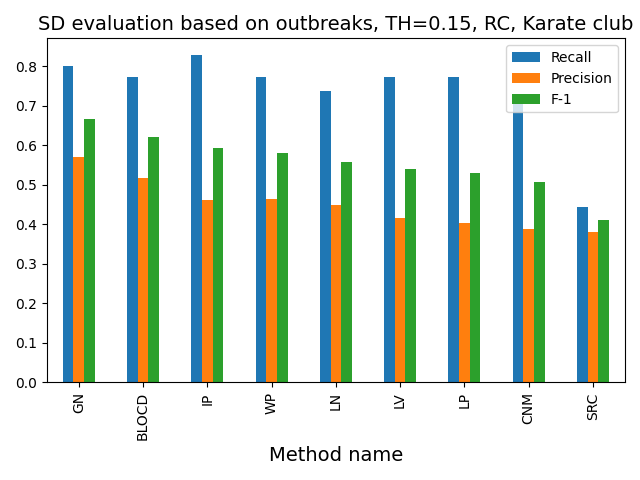 SD evaluation based on outbreaks, TH=0.15, RC, Karate club
Recall
Precision
F-1
0.8
0.7
0.6
0.5
0.4
0.3
0.2
0.1
0.0
GN
BLOCD
IP
WP
LN
LV
LP
CNM
SRC
Method name